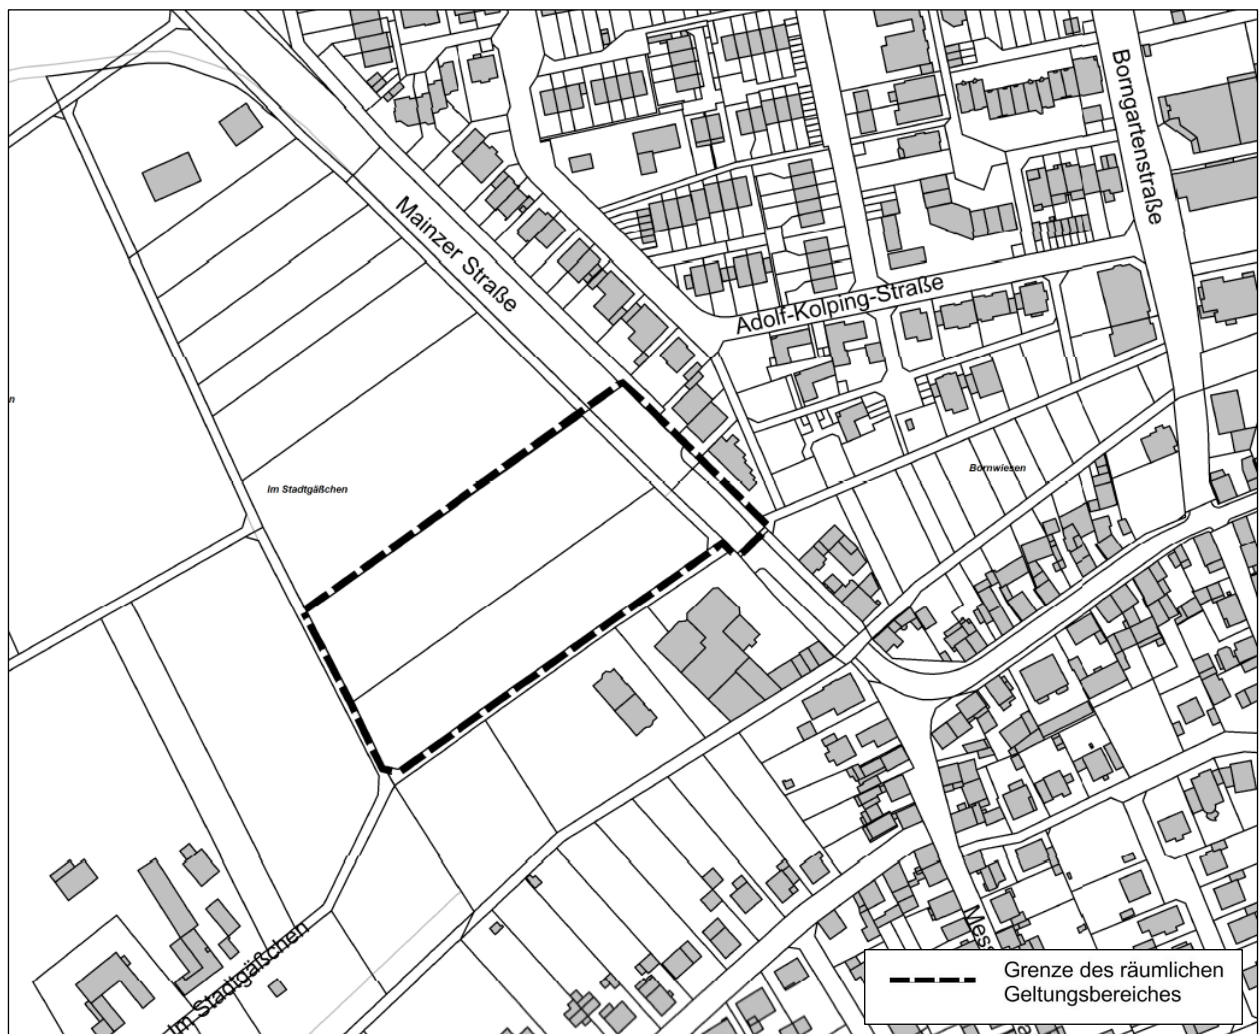 Borngartenstraße
Mainzer Straße
Adolf-Kolping-Straße
Bornwiesen
Im Stadtgäßchen
Im Stadtgäßchen
Grenze des räumlichen
Geltungsbereiches